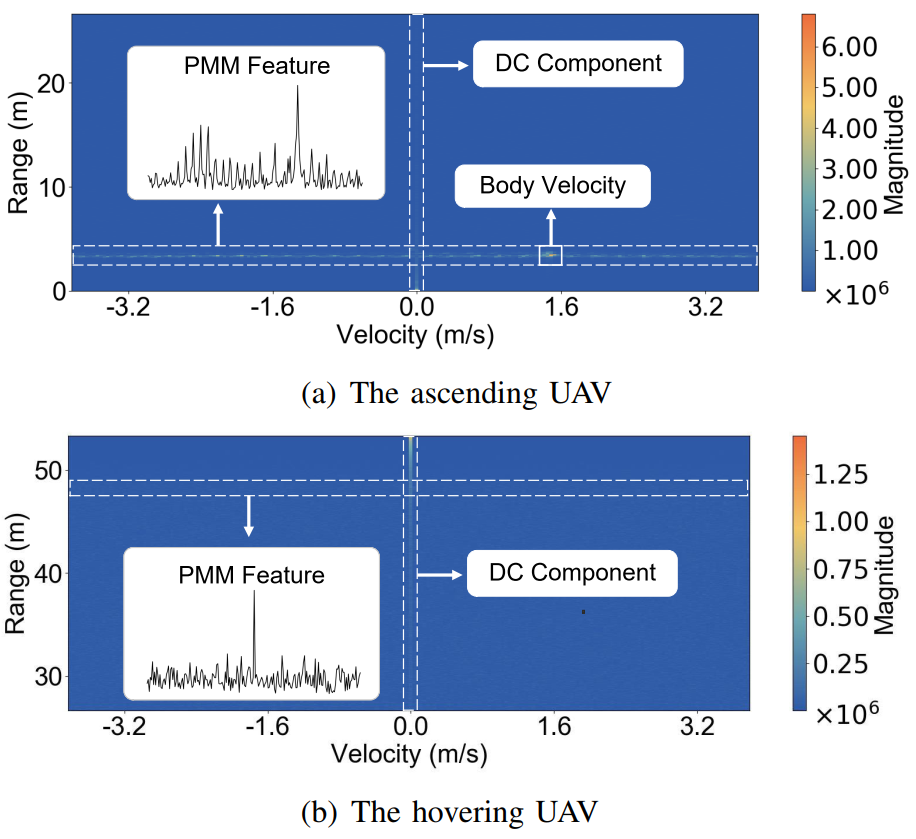 PMM Feature
DC Component
Body Velocity
Range (m)
20
10
0
-3.2 -1.6 0.0 1.6 3.2
Velocity (m/s)
6.00
5.00
4.00
3.00
2.00
1.00
×10⁶
Magnitude
(a) The ascending UAV
PMM Feature
DC Component
Range (m)
50
40
30
-3.2 -1.6 0.0 1.6 3.2
Velocity (m/s)
1.25
1.00
0.75
0.50
0.25
×10⁶
Magnitude
(b) The hovering UAV